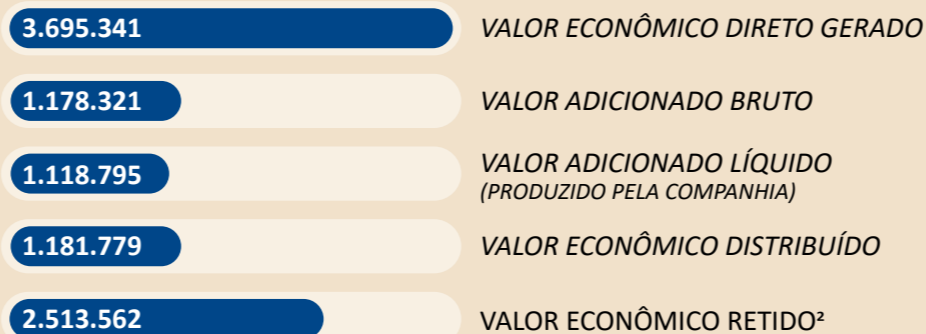 3.695.341 VALOR ECONÔMICO DIRETO GERADO
1.178.321 VALOR ADICIONADO BRUTO
1.118.795 VALOR ADICIONADO LÍQUIDO
(PRODUZIDO PELA COMPANHIA)
1.181.779 VALOR ECONÔMICO DISTRIBUÍDO
2.513.562 VALOR ECONÔMICO RETIDO²